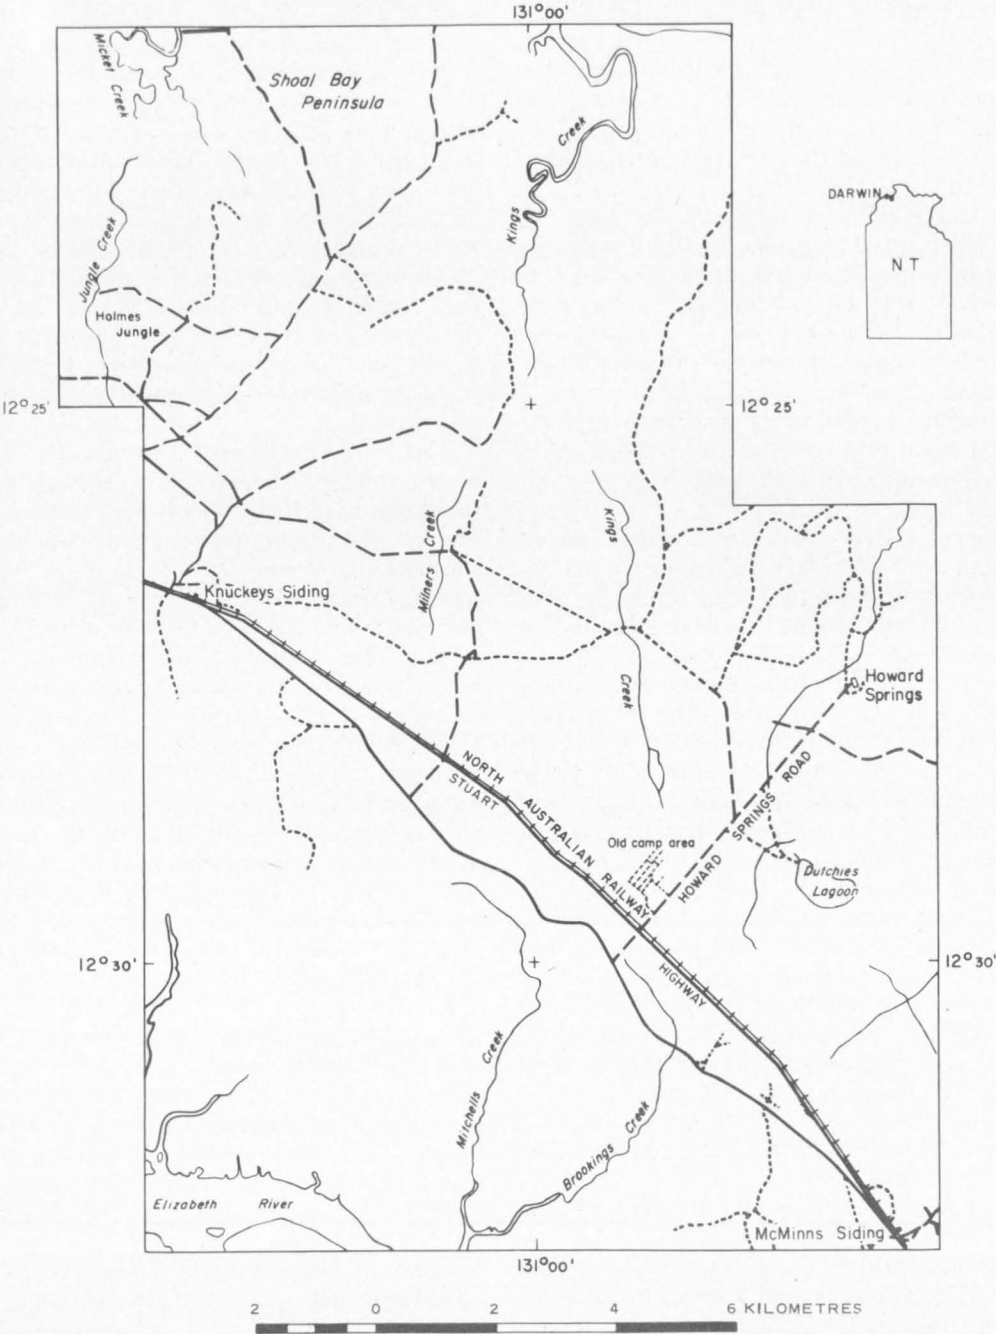 131°00'
Micket Creek
Shoal Bay
Peninsula
Creek
Kings
DARWIN
NT
Jungle Creek
Holmes
Jungle
12°25'
12°25'
Milners Creek
Kings
Creek
Knuckeys Siding
Howard
Springs
NORTH AUSTRALIAN RAILWAY
STUART HIGHWAY
HOWARD SPRINGS ROAD
Old camp area
Dutchies
Lagoon
12°30'
12°30'
Mitchells Creek
Brookings Creek
Elizabeth River
McMinns Siding
131°00'
2 0 2 4 6 KILOMETRES